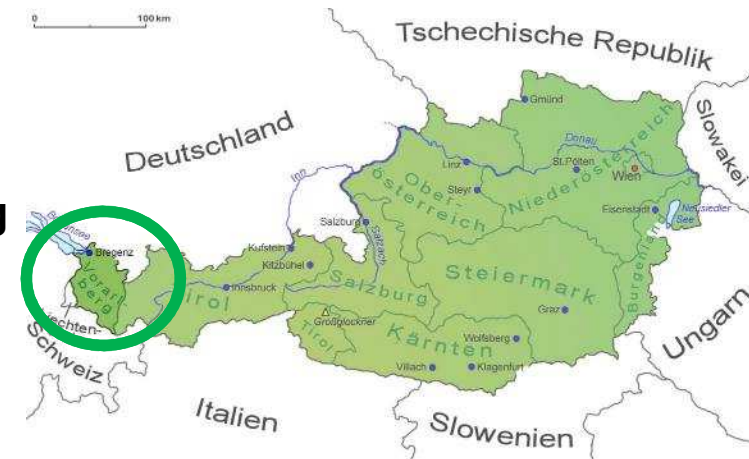 0 100 km
Tschechische Republik
Deutschland
Slowakei
Gmünd
Donau
Linz
St.Pölten
Wien
Ober-
österreich
Niederösterreich
Steyr
Eisenstadt
Neusiedler
See
Inn
g
Bodensee
Bregenz
Vorarl
berg
Salzburg
Salzach
Kufstein
Kitzbühel
Innsbruck
Tirol
Salzburg
Steiermark
Burgenland
Graz
Großglockner
Tirol
Kärnten
Wolfsberg
Villach
Klagenfurt
Liechten-
Schweiz
Ungarn
Italien
Slowenien